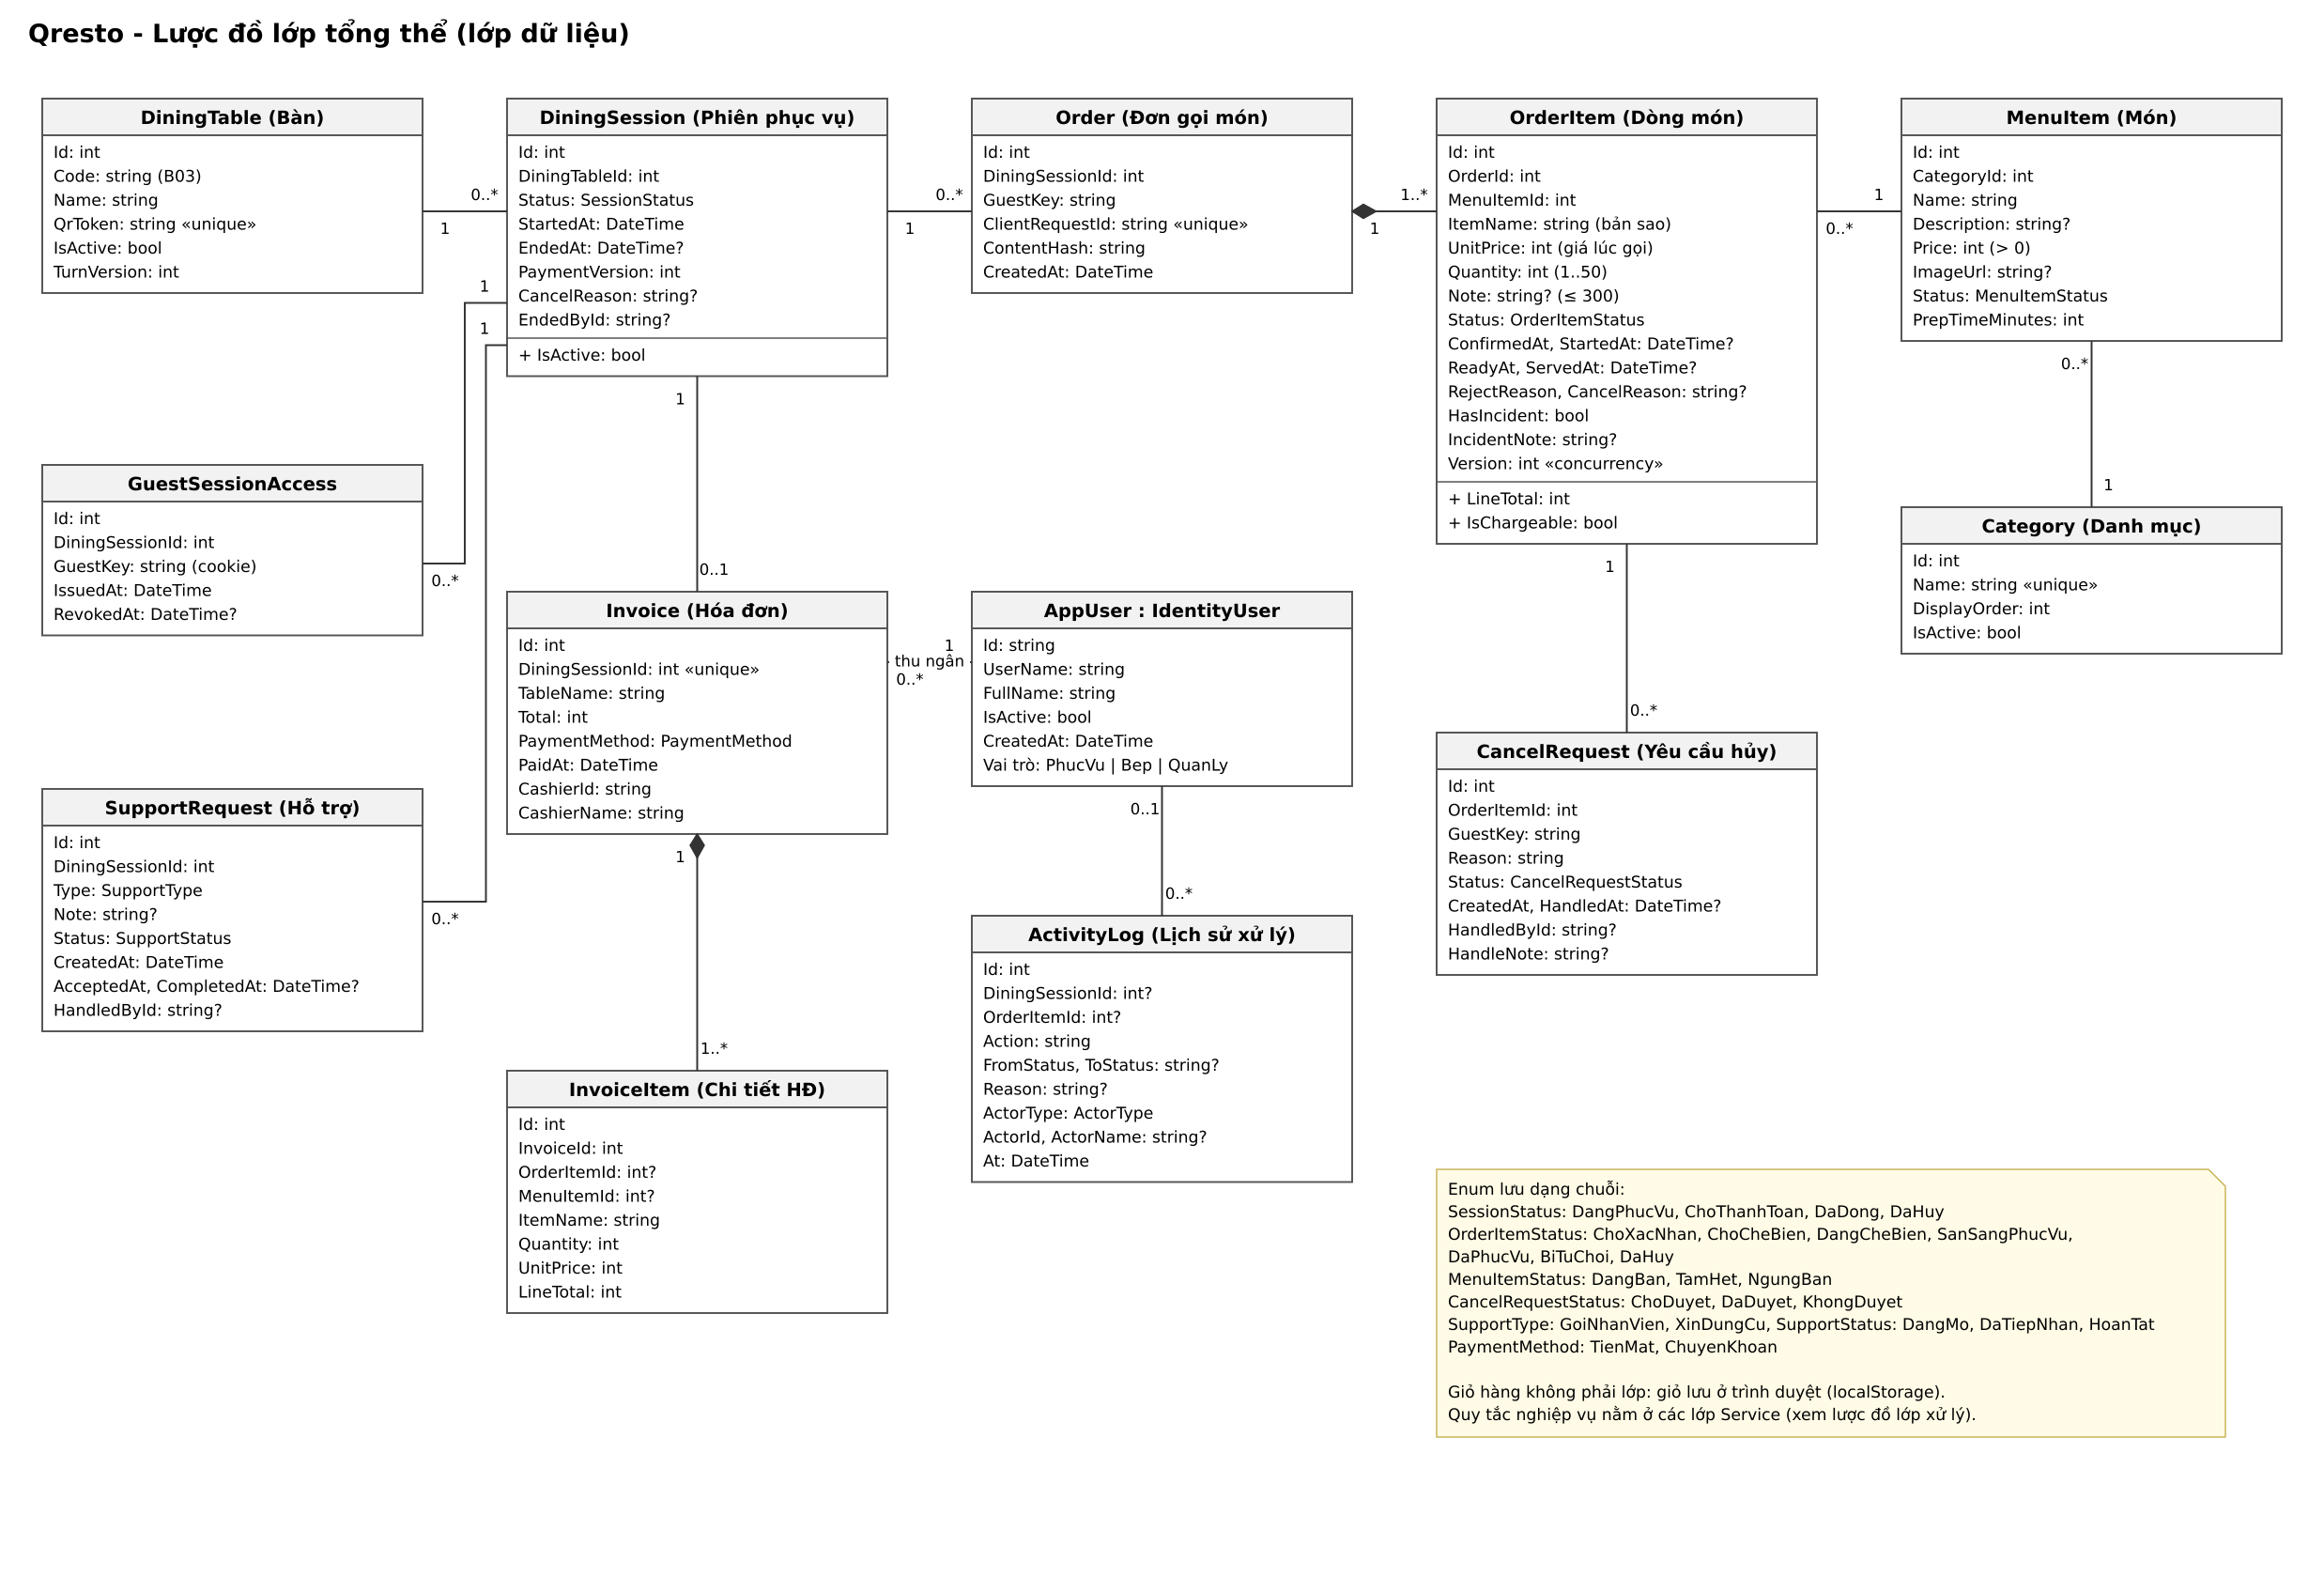 Qresto - Lược đồ lớp tổng thể (lớp dữ liệu)
DiningTable (Bàn)
Id: int
Code: string (B03)
Name: string
QrToken: string «unique»
IsActive: bool
TurnVersion: int
0..*
1
DiningSession (Phiên phục vụ)
Id: int
DiningTableId: int
Status: SessionStatus
StartedAt: DateTime
EndedAt: DateTime?
PaymentVersion: int
CancelReason: string?
EndedById: string?
+ IsActive: bool
0..*
1
Order (Đơn gọi món)
Id: int
DiningSessionId: int
GuestKey: string
ClientRequestId: string «unique»
ContentHash: string
CreatedAt: DateTime
1..*
1
OrderItem (Dòng món)
Id: int
OrderId: int
MenuItemId: int
ItemName: string (bản sao)
UnitPrice: int (giá lúc gọi)
Quantity: int (1..50)
Note: string? (≤ 300)
Status: OrderItemStatus
ConfirmedAt, StartedAt: DateTime?
ReadyAt, ServedAt: DateTime?
RejectReason, CancelReason: string?
HasIncident: bool
IncidentNote: string?
Version: int «concurrency»
+ LineTotal: int
+ IsChargeable: bool
1
0..*
MenuItem (Món)
Id: int
CategoryId: int
Name: string
Description: string?
Price: int (> 0)
ImageUrl: string?
Status: MenuItemStatus
PrepTimeMinutes: int
0..*
1
1
1
1
0..1
GuestSessionAccess
Id: int
DiningSessionId: int
GuestKey: string (cookie)
IssuedAt: DateTime
RevokedAt: DateTime?
0..*
Category (Danh mục)
Id: int
Name: string «unique»
DisplayOrder: int
IsActive: bool
Invoice (Hóa đơn)
Id: int
DiningSessionId: int «unique»
TableName: string
Total: int
PaymentMethod: PaymentMethod
PaidAt: DateTime
CashierId: string
CashierName: string
1
thu ngân
0..*
AppUser : IdentityUser
Id: string
UserName: string
FullName: string
IsActive: bool
CreatedAt: DateTime
Vai trò: PhucVu | Bep | QuanLy
1
0..*
CancelRequest (Yêu cầu hủy)
Id: int
OrderItemId: int
GuestKey: string
Reason: string
Status: CancelRequestStatus
CreatedAt, HandledAt: DateTime?
HandledById: string?
HandleNote: string?
SupportRequest (Hỗ trợ)
Id: int
DiningSessionId: int
Type: SupportType
Note: string?
Status: SupportStatus
CreatedAt: DateTime
AcceptedAt, CompletedAt: DateTime?
HandledById: string?
0..*
1
1..*
0..1
0..*
ActivityLog (Lịch sử xử lý)
Id: int
DiningSessionId: int?
OrderItemId: int?
Action: string
FromStatus, ToStatus: string?
Reason: string?
ActorType: ActorType
ActorId, ActorName: string?
At: DateTime
InvoiceItem (Chi tiết HĐ)
Id: int
InvoiceId: int
OrderItemId: int?
MenuItemId: int?
ItemName: string
Quantity: int
UnitPrice: int
LineTotal: int
Enum lưu dạng chuỗi:
SessionStatus: DangPhucVu, ChoThanhToan, DaDong, DaHuy
OrderItemStatus: ChoXacNhan, ChoCheBien, DangCheBien, SanSangPhucVu,
DaPhucVu, BiTuChoi, DaHuy
MenuItemStatus: DangBan, TamHet, NgungBan
CancelRequestStatus: ChoDuyet, DaDuyet, KhongDuyet
SupportType: GoiNhanVien, XinDungCu, SupportStatus: DangMo, DaTiepNhan, HoanTat
PaymentMethod: TienMat, ChuyenKhoan
Giỏ hàng không phải lớp: giỏ lưu ở trình duyệt (localStorage).
Quy tắc nghiệp vụ nằm ở các lớp Service (xem lược đồ lớp xử lý).